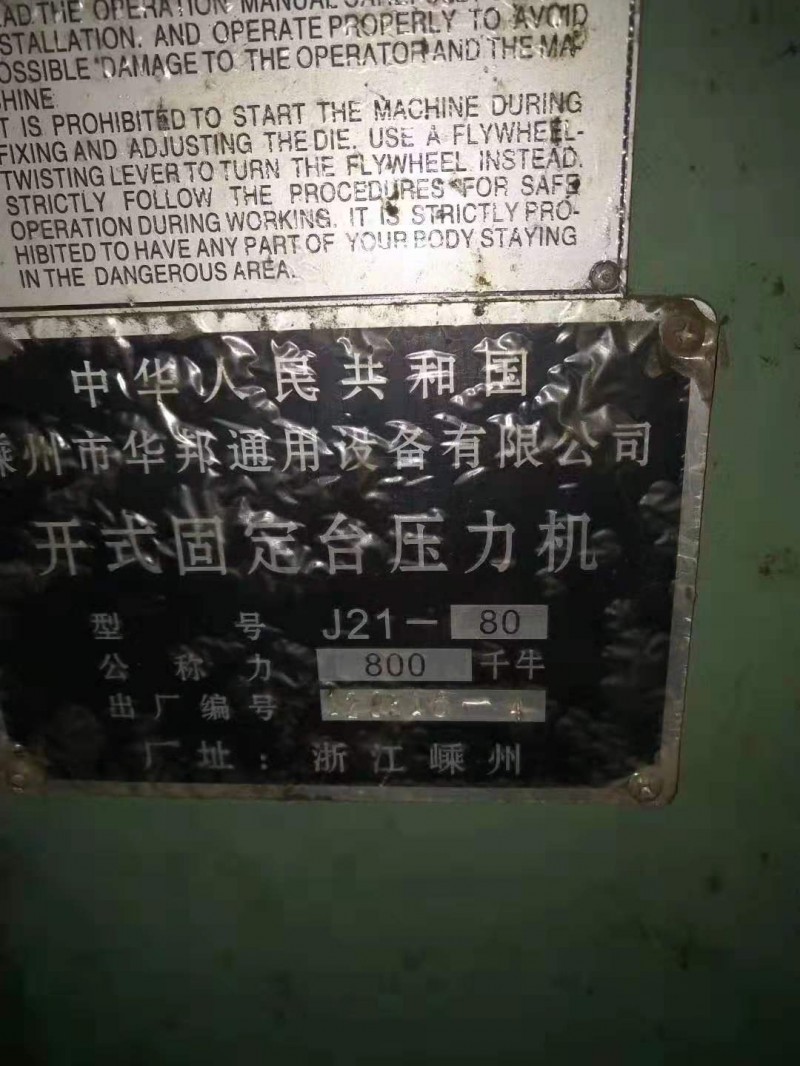 THE OPERATION MANUAL
STALLATION. AND OPERATE PROPERLY TO AVOID
OSSIBLE DAMAGE TO THE OPERATOR AND THE MA-
HINE
T IS PROHIBITED TO START THE MACHINE DURING
FIXING AND ADJUSTING THE DIE. USE A FLYWHEEL-
TWISTING LEVER TO TURN THE FLYWHEEL INSTEAD.
STRICTLY FOLLOW THE PROCEDURES FOR SAFE
OPERATION DURING WORKING. IT IS STRICTLY PRO-
HIBITED TO HAVE ANY PART OF YOUR BODY STAYING
IN THE DANGEROUS AREA.
中华人民共和国
嵊州市华邦通用设备有限公司
开式固定台压力机
型号 J21-80
公称力 800 千牛
出厂编号
厂址：浙江嵊州